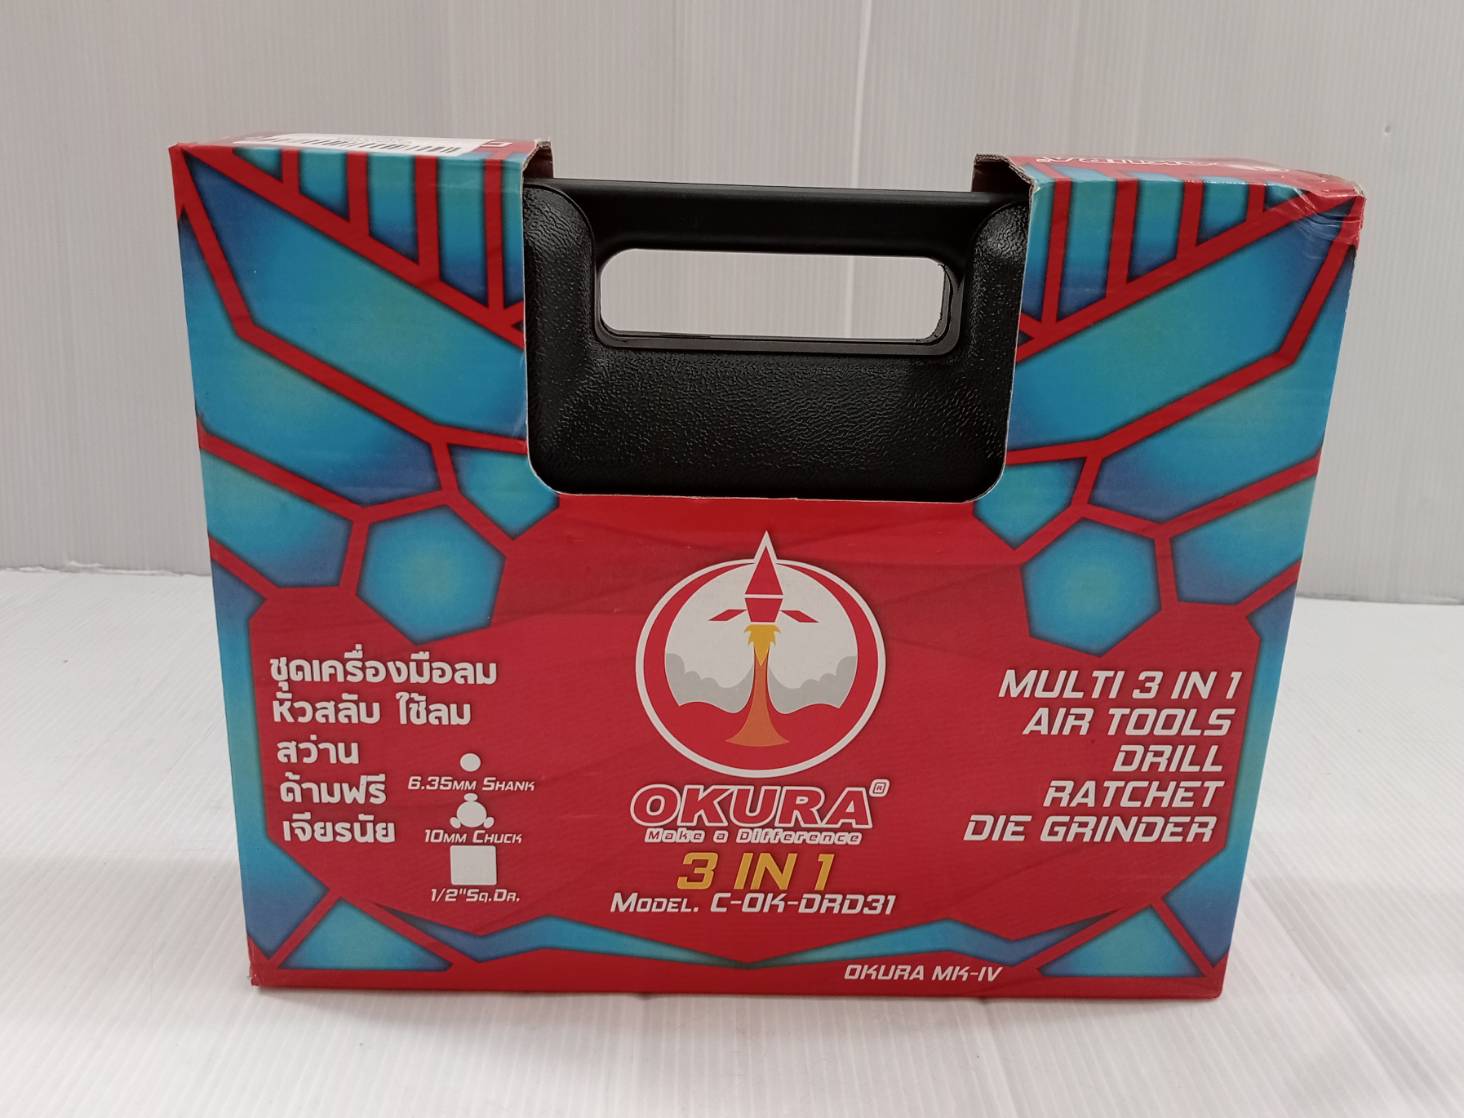 ชุดเครื่องมือลม
หัวสลับ ใช้ลม
สว่าน
ด้ามฟรี
เจียรนัย
6.35MM SHANK
10MM CHUCK
1/2"SQ.DR.
OKURA®
Make a Difference
3 IN 1
MODEL. C-OK-DRD31
MULTI 3 IN 1
AIR TOOLS
DRILL
RATCHET
DIE GRINDER
OKURA MK-IV